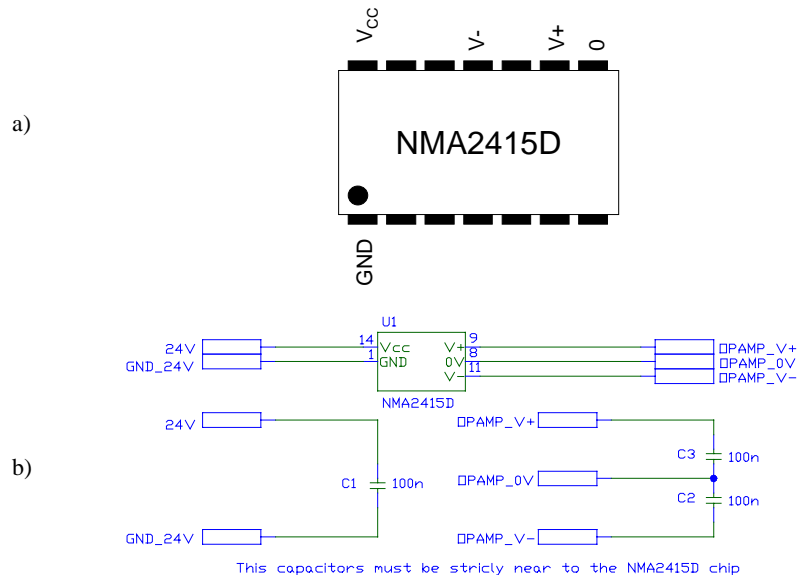 V_CC V- V+ 0
a)
NMA2415D
GND
U1
24V 14 Vcc V+ 9 OPAMP_V+
GND_24V 1 GND 0V 8 OPAMP_0V
V- 11 OPAMP_V-
NMA2415D
24V OPAMP_V+
C3 100n
b)
C1 100n OPAMP_0V
C2 100n
GND_24V OPAMP_V-
This capacitors must be stricly near to the NMA2415D chip